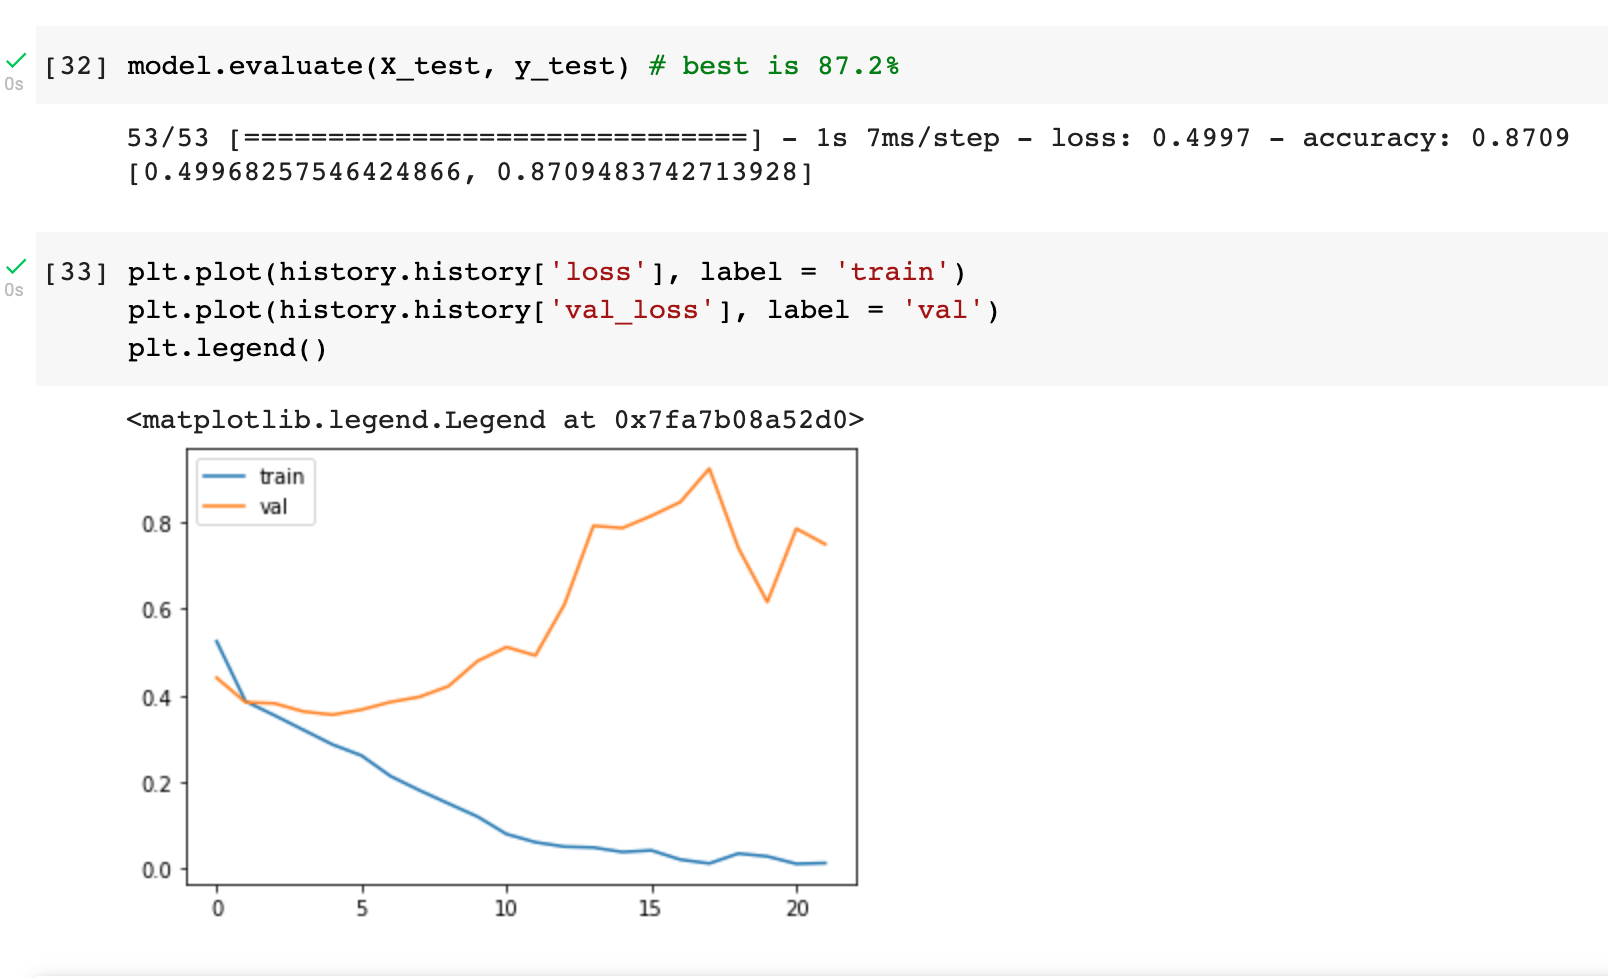 [32] model.evaluate(X_test, y_test) # best is 87.2%
0s
53/53 [==============================] - 1s 7ms/step - loss: 0.4997 - accuracy: 0.8709
[0.49968257546424866, 0.8709483742713928]
[33] plt.plot(history.history['loss'], label = 'train')
0s
plt.plot(history.history['val_loss'], label = 'val')
plt.legend()
<matplotlib.legend.Legend at 0x7fa7b08a52d0>
train
val
0.8
0.6
0.4
0.2
0.0
0 5 10 15 20